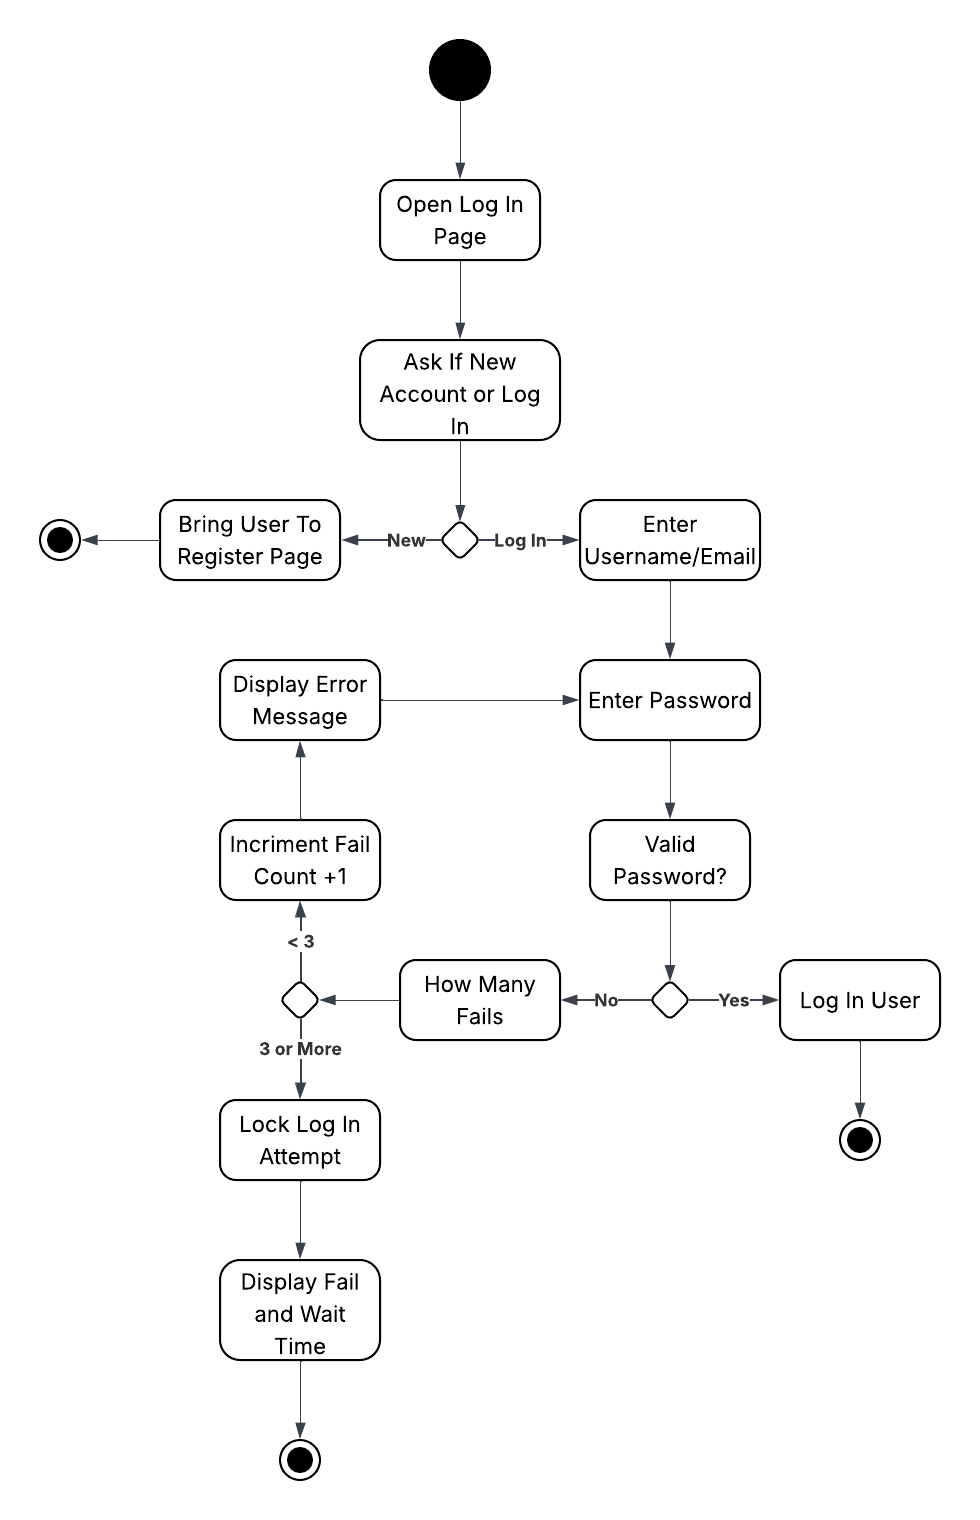 Open Log In
Page
Ask If New
Account or Log
In
Bring User To
Register Page
New
Log In
Enter
Username/Email
Display Error
Message
Enter Password
Incriment Fail
Count +1
Valid
Password?
< 3
How Many
Fails
No
Yes
Log In User
3 or More
Lock Log In
Attempt
Display Fail
and Wait
Time